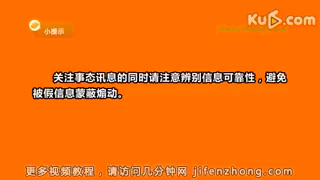 Ku6.com
小提示
关注事态讯息的同时请注意辨别信息可靠性，避免
被假信息蒙蔽煽动。
更多视频教程，请访问几分钟网 jifenzhong.com